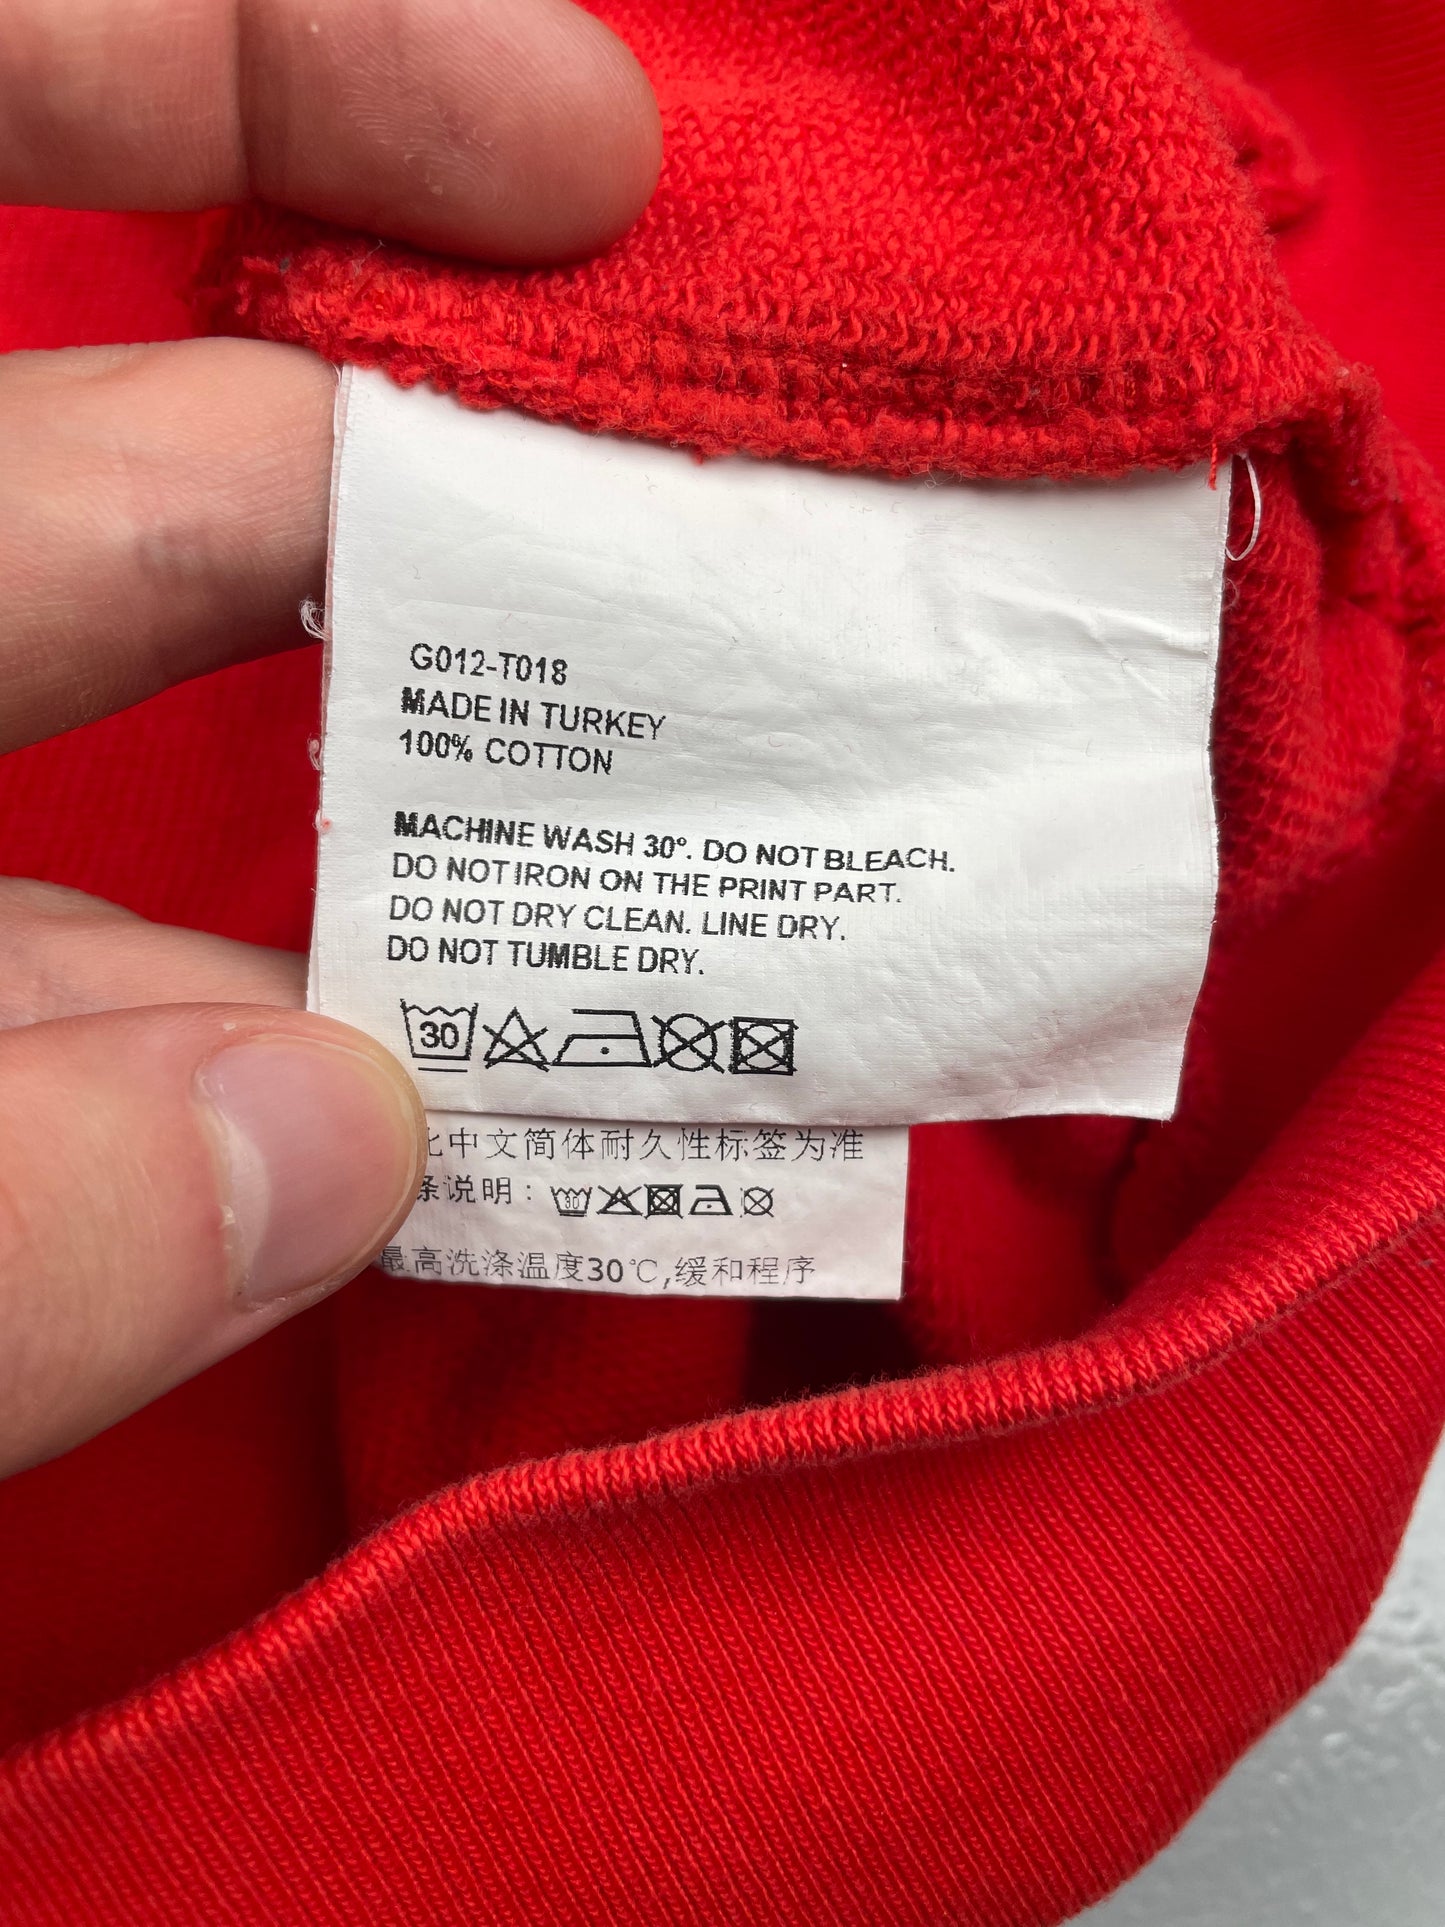 G012-T018
MADE IN TURKEY
100% COTTON
MACHINE WASH 30°. DO NOT BLEACH.
DO NOT IRON ON THE PRINT PART.
DO NOT DRY CLEAN. LINE DRY.
DO NOT TUMBLE DRY.
30
中文简体耐久性标签为准
说明：
30
最高洗涤温度30℃,缓和程序